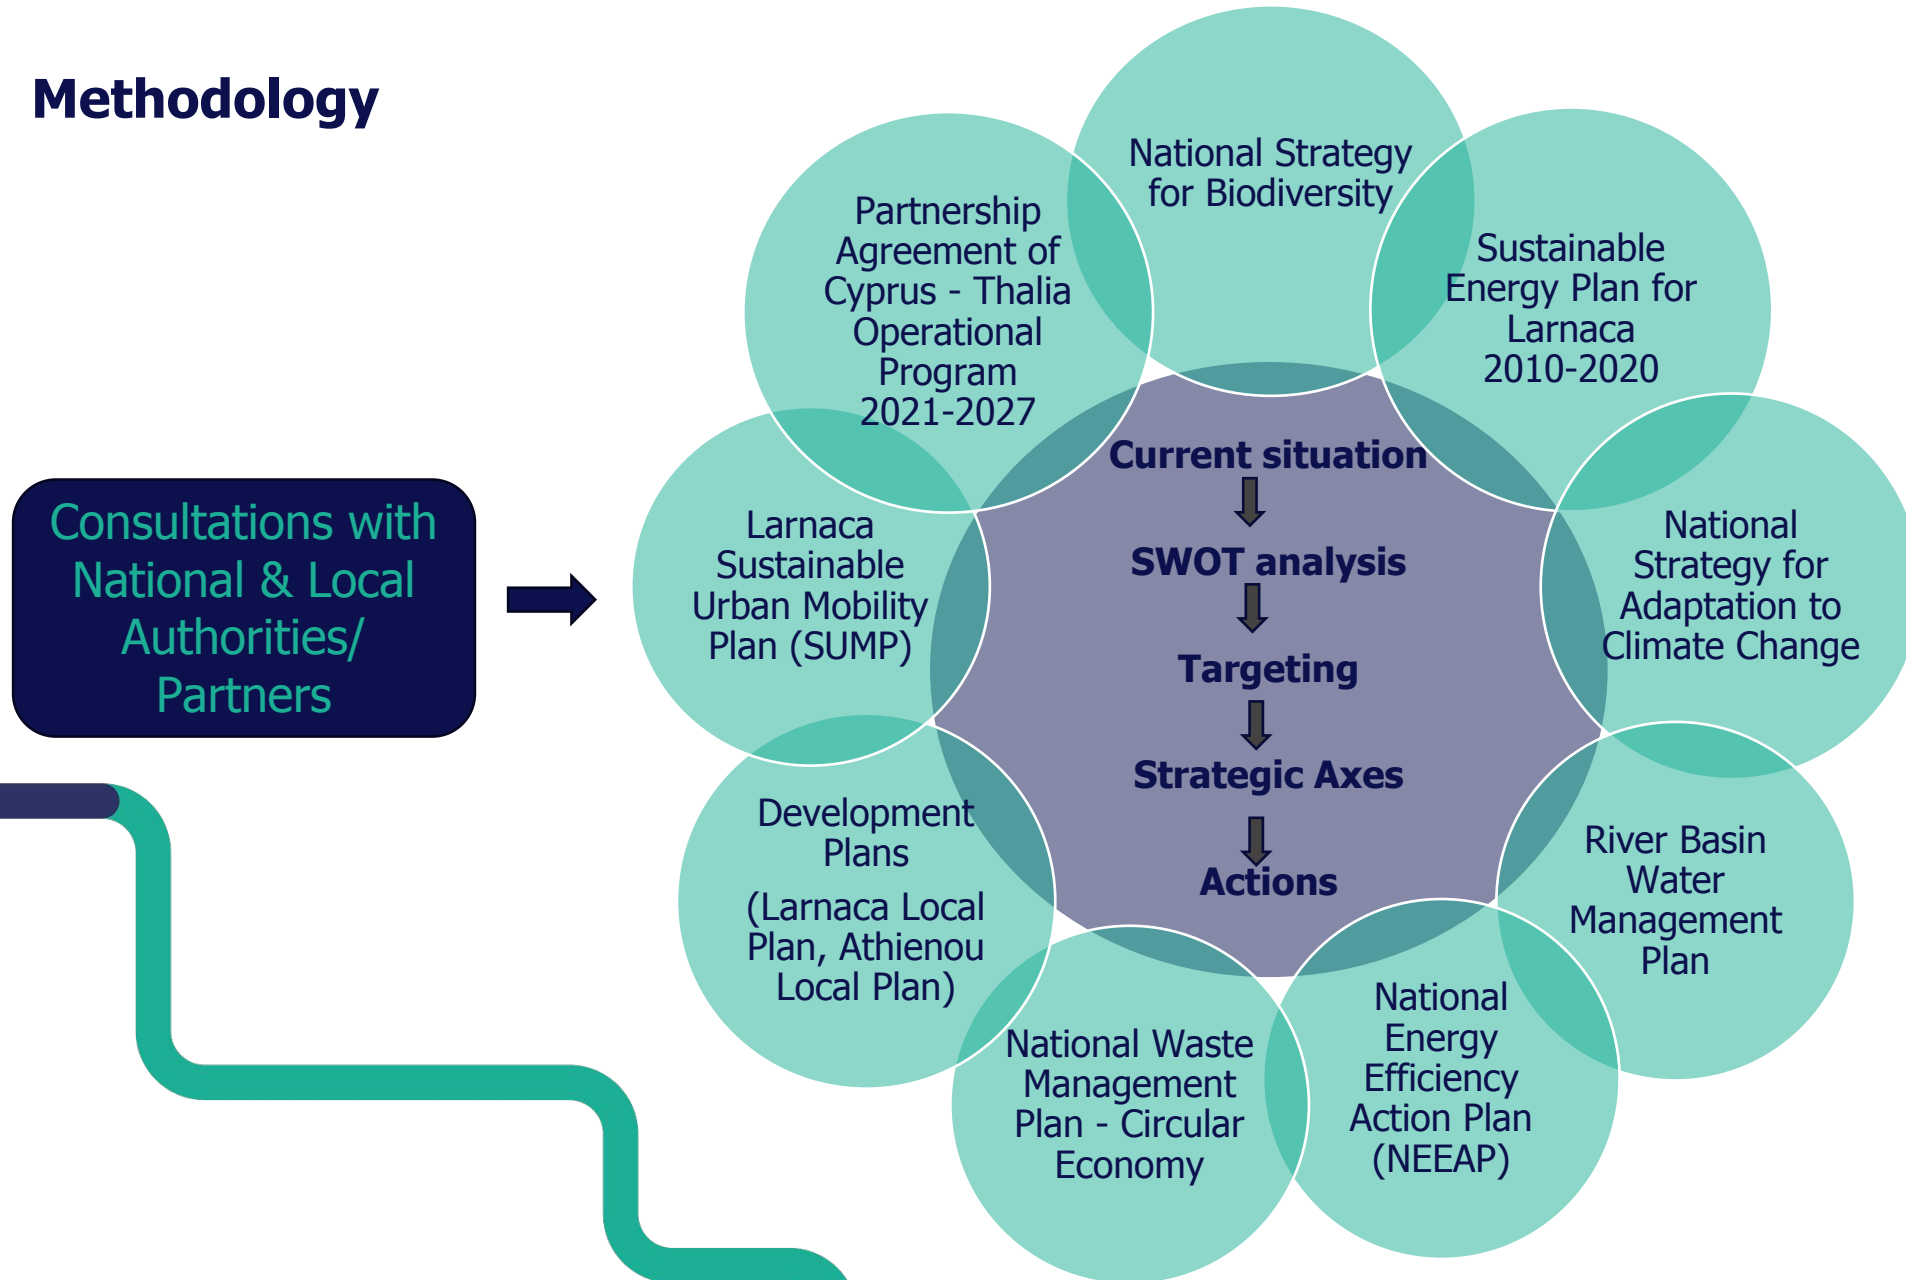 Methodology
Consultations with
National & Local
Authorities/
Partners
National Strategy
for Biodiversity
Sustainable
Energy Plan for
Larnaca
2010-2020
National
Strategy for
Adaptation to
Climate Change
River Basin
Water
Management
Plan
National
Energy
Efficiency
Action Plan
(NEEAP)
National Waste
Management
Plan - Circular
Economy
Development
Plans
(Larnaca Local
Plan, Athienou
Local Plan)
Larnaca
Sustainable
Urban Mobility
Plan (SUMP)
Partnership
Agreement of
Cyprus - Thalia
Operational
Program
2021-2027
Current situation
SWOT analysis
Targeting
Strategic Axes
Actions